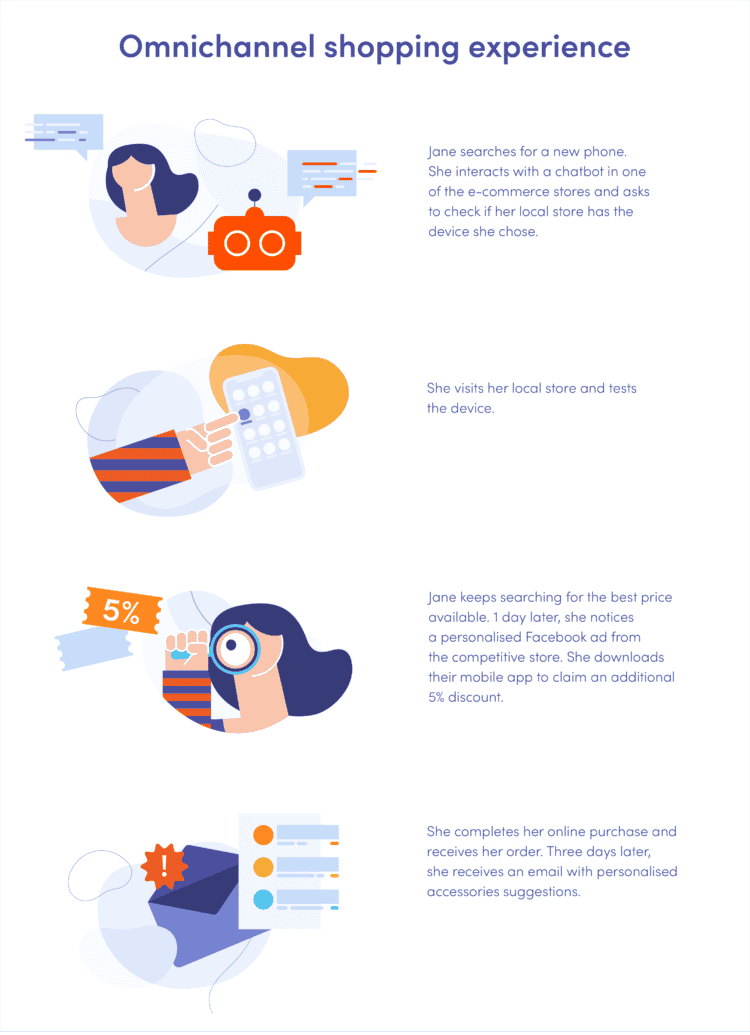 Omnichannel shopping experience
Jane searches for a new phone.
She interacts with a chatbot in one
of the e-commerce stores and asks
to check if her local store has the
device she chose.
She visits her local store and tests
the device.
5%
Jane keeps searching for the best price
available. 1 day later, she notices
a personalised Facebook ad from
the competitive store. She downloads
their mobile app to claim an additional
5% discount.
!
She completes her online purchase and
receives her order. Three days later,
she receives an email with personalised
accessories suggestions.